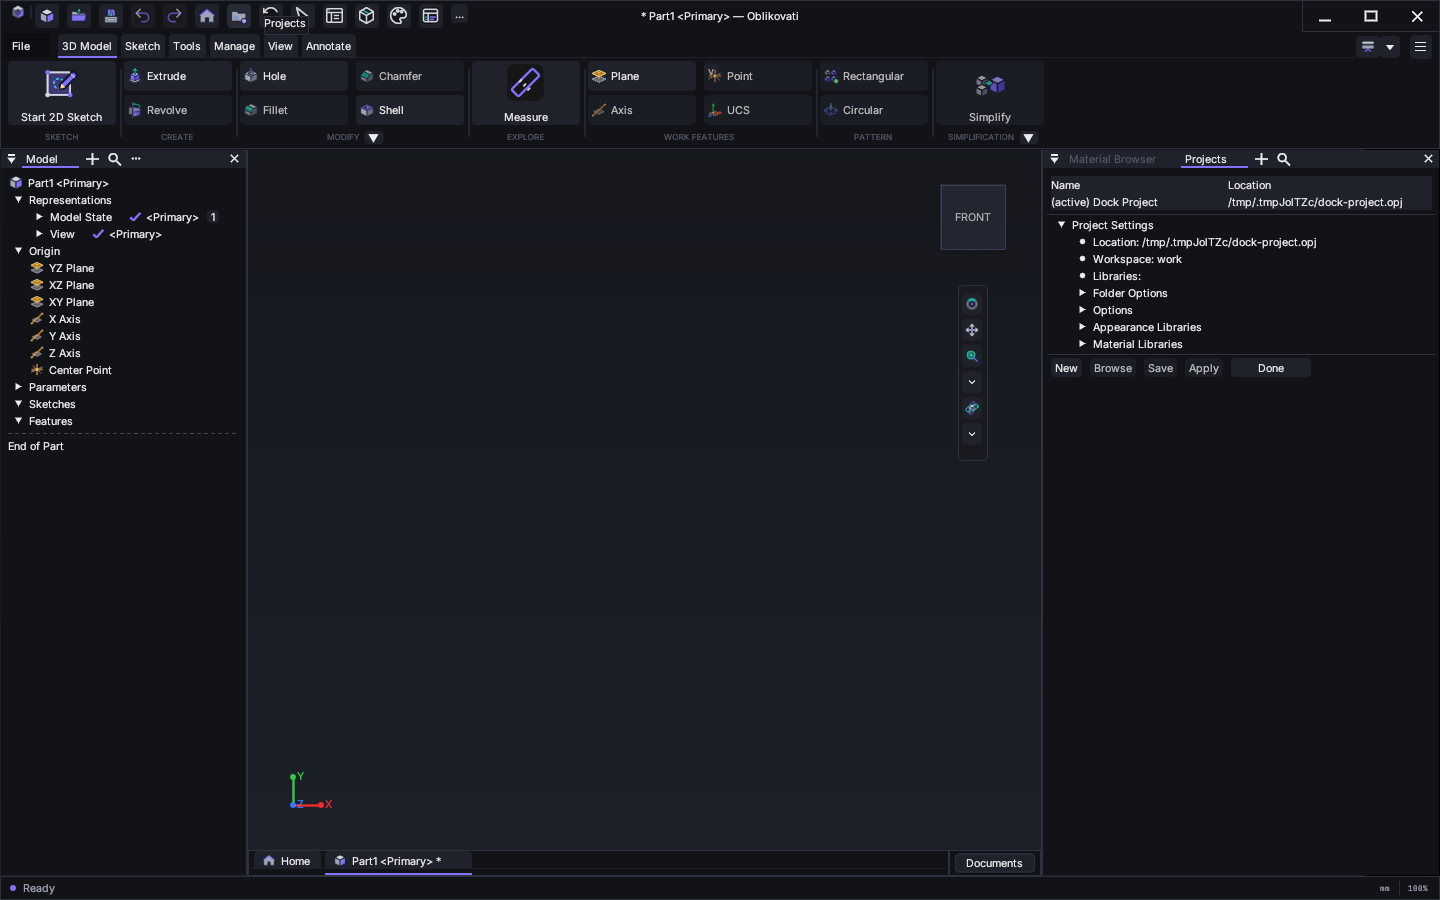 * Part1 <Primary> — Oblikovati
Projects
File
3D Model
Sketch
Tools
Manage
View
Annotate
Start 2D Sketch
SKETCH
Extrude
Revolve
CREATE
Hole
Chamfer
Fillet
Shell
MODIFY
Measure
EXPLORE
Plane
Point
Axis
UCS
WORK FEATURES
Rectangular
Circular
PATTERN
Simplify
SIMPLIFICATION
Model
Part1 <Primary>
Representations
Model State <Primary> 1
View <Primary>
Origin
YZ Plane
XZ Plane
XY Plane
X Axis
Y Axis
Z Axis
Center Point
Parameters
Sketches
Features
End of Part
FRONT
Y
Z
X
Home
Part1 <Primary> *
Documents
Material Browser
Projects
Name Location
(active) Dock Project /tmp/.tmpJolTZc/dock-project.opj
Project Settings
Location: /tmp/.tmpJolTZc/dock-project.opj
Workspace: work
Libraries:
Folder Options
Options
Appearance Libraries
Material Libraries
New
Browse
Save
Apply
Done
Ready
mm
100%